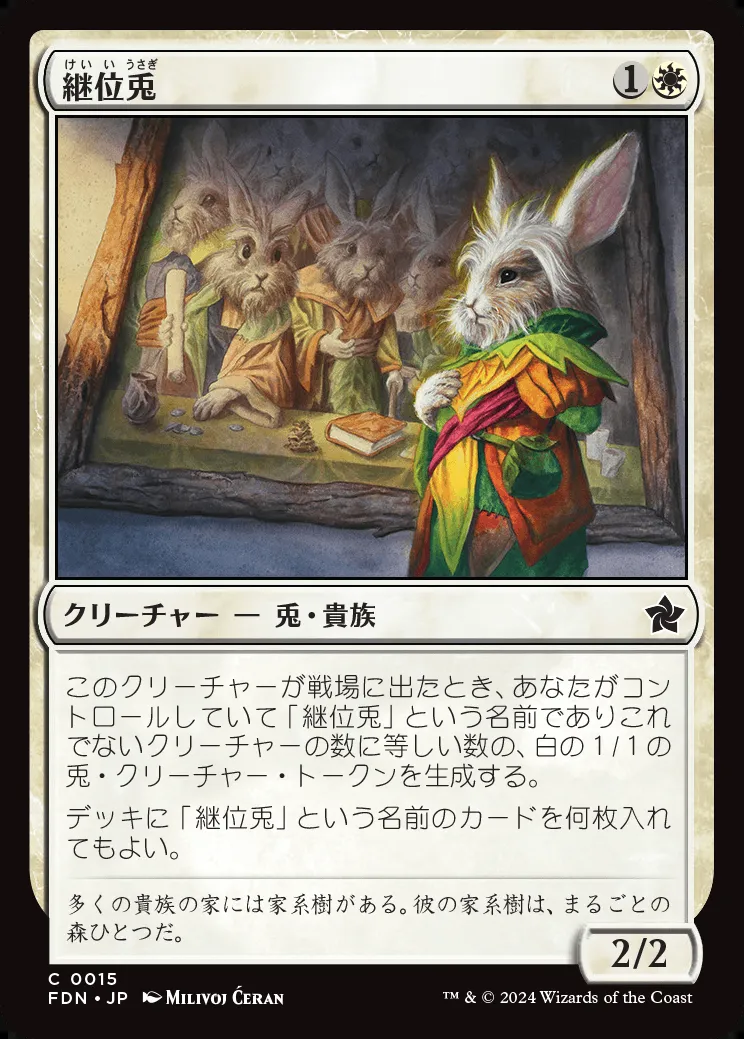 けいいうさぎ
継位兎
1
クリーチャー — 兎・貴族
このクリーチャーが戦場に出たとき、あなたがコン
トロールしていて「継位兎」という名前でありこれ
でないクリーチャーの数に等しい数の、白の1/1の
兎・クリーチャー・トークンを生成する。
デッキに「継位兎」という名前のカードを何枚入れ
てもよい。
多くの貴族の家には家系樹がある。彼の家系樹は、まるごとの
森ひとつだ。
2/2
C 0015
FDN・JP MILIVOJ ĆERAN
™ & © 2024 Wizards of the Coast